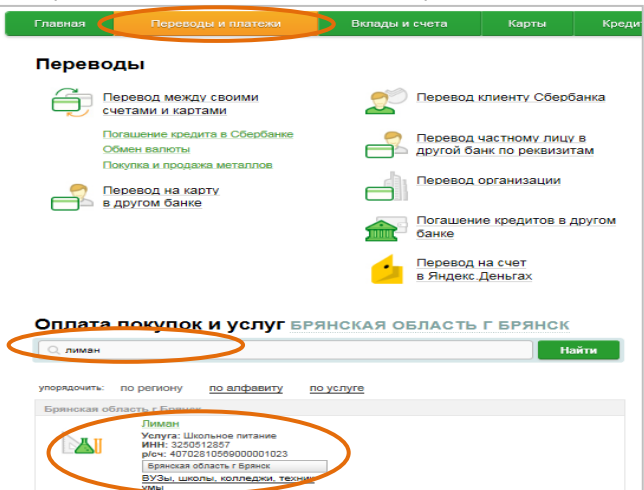 Главная Переводы и платежи Вклады и счета Карты Креди
Переводы
Перевод между своими
счетами и картами
Погашение кредита в Сбербанке
Обмен валюты
Покупка и продажа металлов
Перевод на карту
в другом банке
Перевод клиенту Сбербанка
Перевод частному лицу в
другой банк по реквизитам
Перевод организации
Погашение кредитов в другом
банке
Перевод на счет
в Яндекс.Деньгах
Оплата покупок и услуг БРЯНСКАЯ ОБЛАСТЬ Г БРЯНСК
лиман Найти
упорядочить: по региону по алфавиту по услуге
Брянская область г Брянск
Лиман
Услуга: Школьное питание
ИНН: 3250512857
р/сч: 40702810569000001023
Брянская область г Брянск
ВУЗы, школы, колледжи, техник
умы